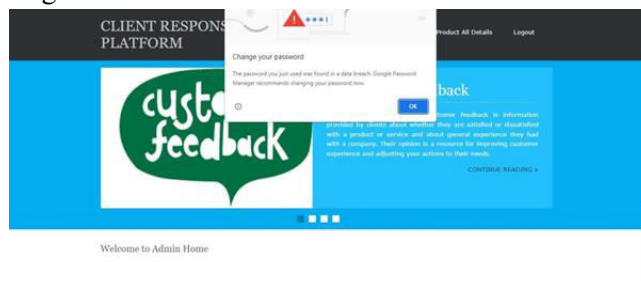 CLIENT RESPONS
PLATFORM
Product All Details
Logout
Change your password
The password you just used was found in a data breach. Google Password
Manager recommends changing your password now.
OK
custo
feedback
back
tomer feedback is information
provided by clients about whether they are satisfied or dissatisfied
with a product or service and about general experience they had
with a company. Their opinion is a resource for improving customer
experience and adjusting your actions to their needs.
CONTINUE READING »
Welcome to Admin Home